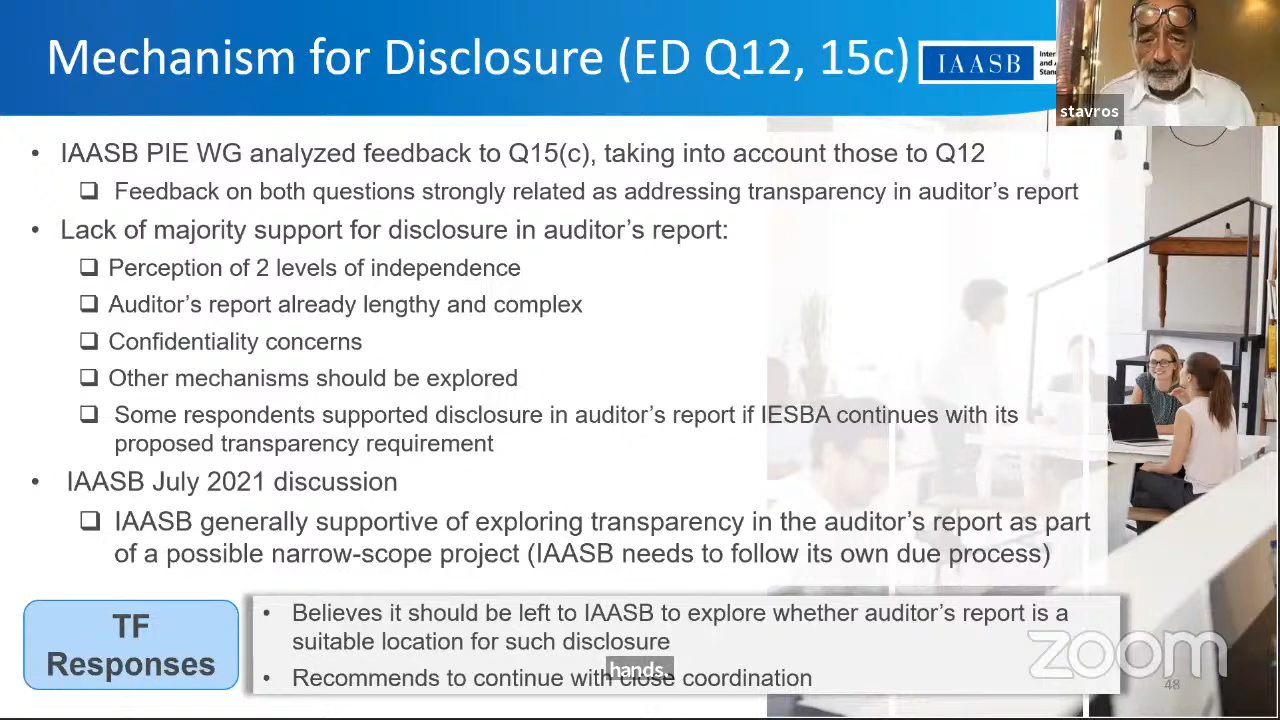 Mechanism for Disclosure (ED Q12, 15c)
IAASB
Inter
and A
Stand
stavros
• IAASB PIE WG analyzed feedback to Q15(c), taking into account those to Q12
❑ Feedback on both questions strongly related as addressing transparency in auditor's report
• Lack of majority support for disclosure in auditor's report:
❑ Perception of 2 levels of independence
❑ Auditor's report already lengthy and complex
❑ Confidentiality concerns
❑ Other mechanisms should be explored
❑ Some respondents supported disclosure in auditor's report if IESBA continues with its
proposed transparency requirement
• IAASB July 2021 discussion
❑ IAASB generally supportive of exploring transparency in the auditor's report as part
of a possible narrow-scope project (IAASB needs to follow its own due process)
TF
Responses
• Believes it should be left to IAASB to explore whether auditor's report is a
suitable location for such disclosure
• Recommends to continue with close coordination
hands.
zoom
48